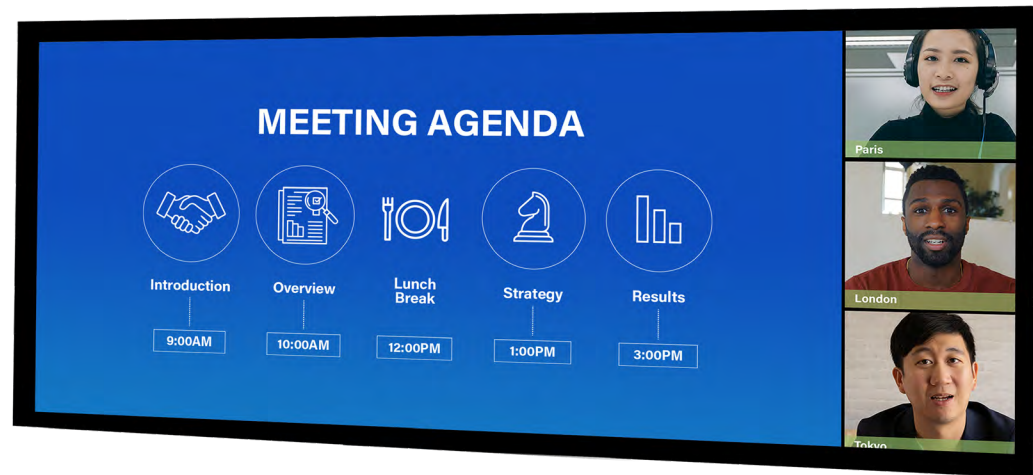 MEETING AGENDA
Introduction
Overview
Lunch
Break
Strategy
Results
9:00AM
10:00AM
12:00PM
1:00PM
3:00PM
Paris
London
Tokyo